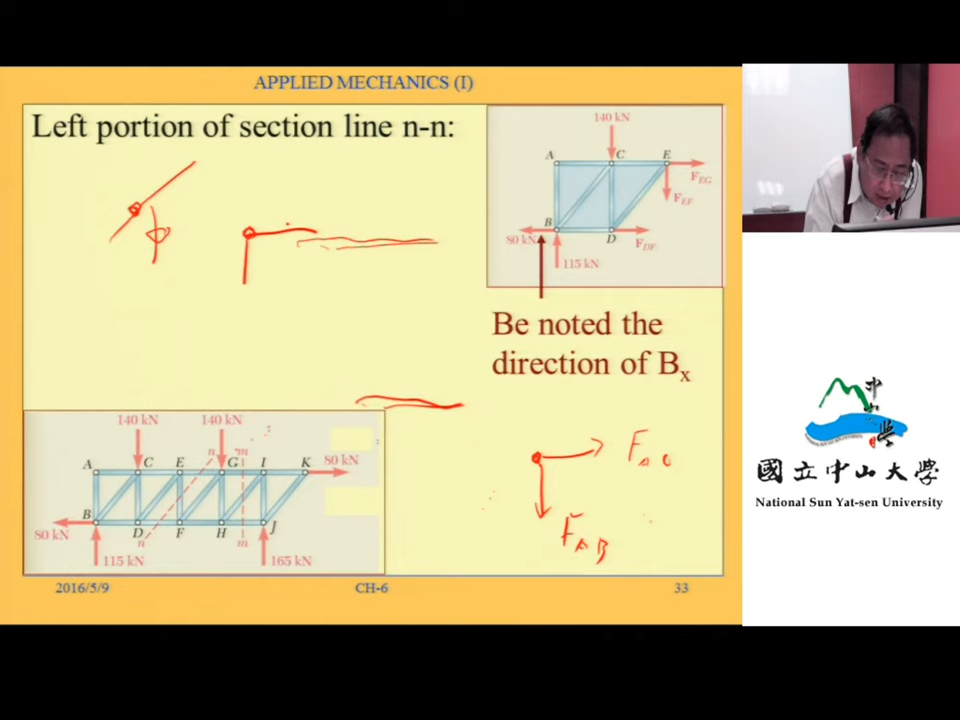 APPLIED MECHANICS (I)
Left portion of section line n-n:
140 kN
A
C
E
F_EG
F_EF
B
80 kN
D
F_DF
115 kN
Be noted the
direction of B_x
140 kN
140 kN
A
C
E
n
G
m
I
K
80 kN
B
80 kN
D
n
F
H
m
J
115 kN
165 kN
F_AB
2016/5/9
CH-6
33
國立中山大學
National Sun Yat-sen University